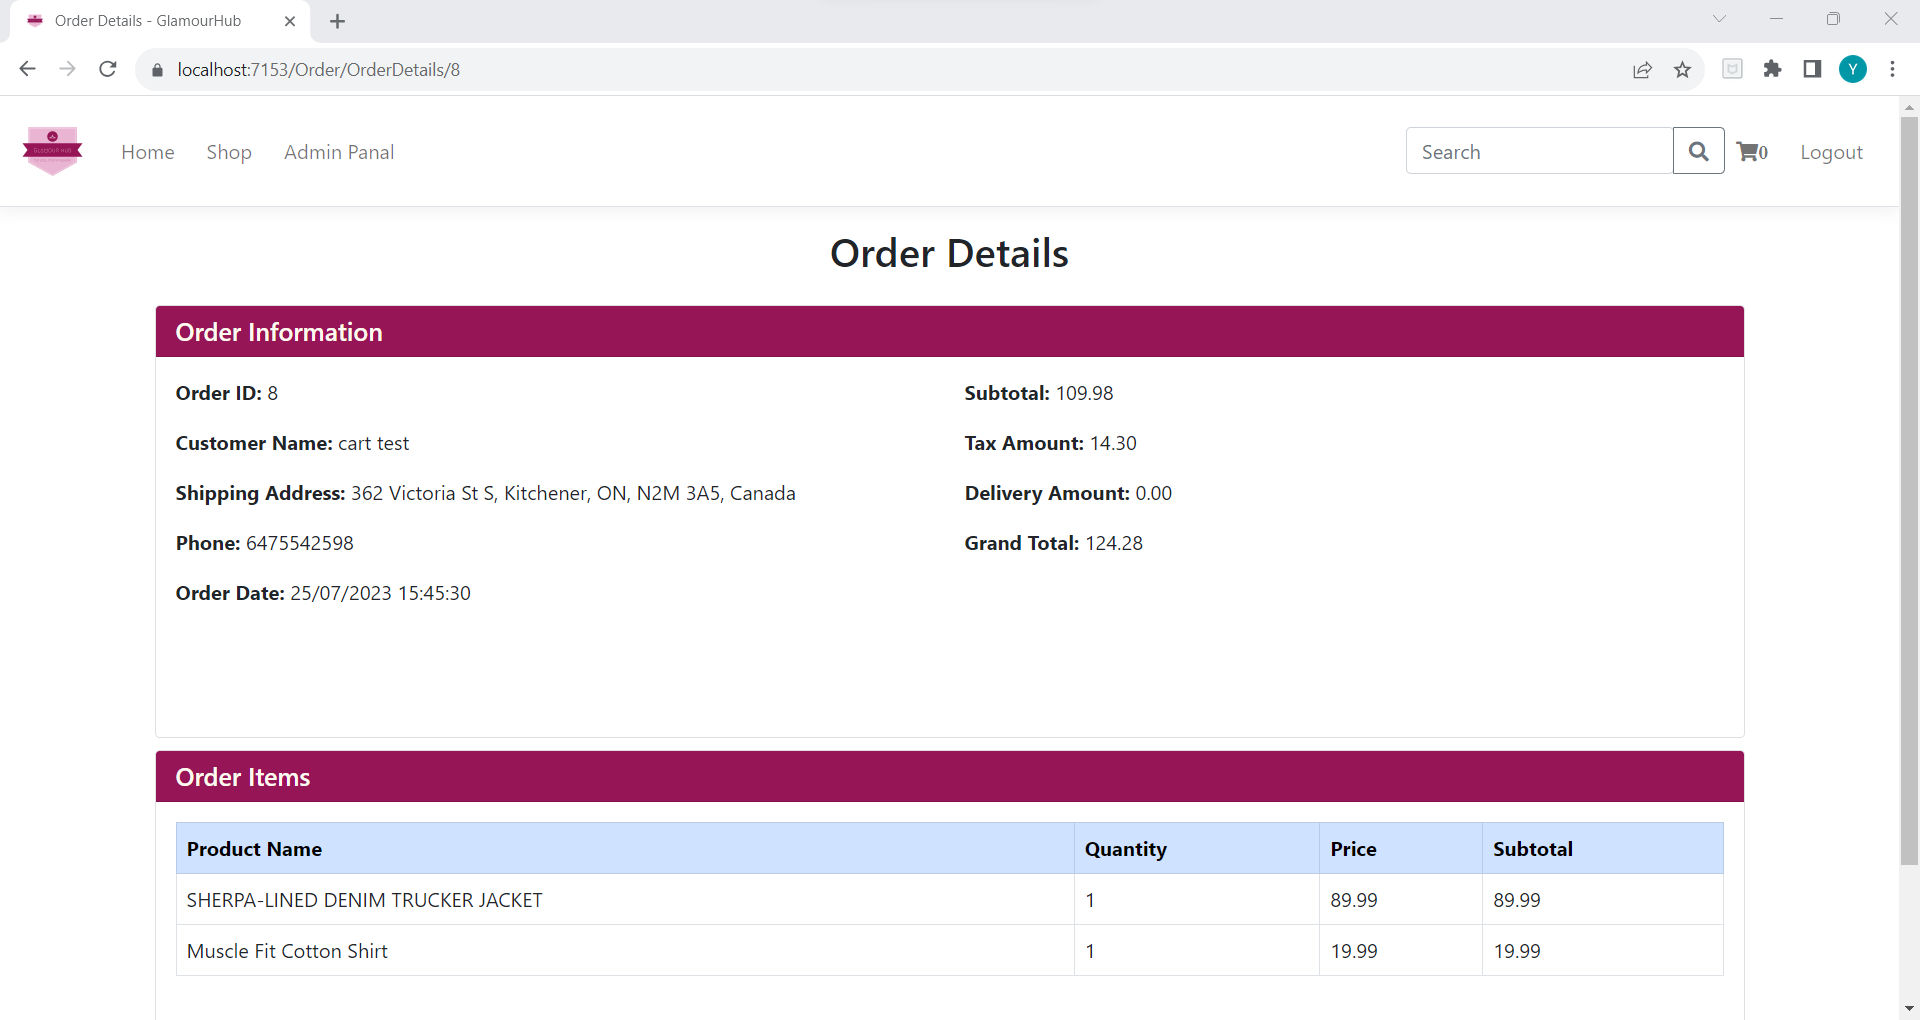 Order Details - GlamourHub
localhost:7153/Order/OrderDetails/8
Y
GLAMOUR HUB
Home Shop Admin Panal Search 0 Logout
Order Details
Order Information
Order ID: 8
Subtotal: 109.98
Customer Name: cart test
Tax Amount: 14.30
Shipping Address: 362 Victoria St S, Kitchener, ON, N2M 3A5, Canada
Delivery Amount: 0.00
Phone: 6475542598
Grand Total: 124.28
Order Date: 25/07/2023 15:45:30
Order Items
Product Name Quantity Price Subtotal
SHERPA-LINED DENIM TRUCKER JACKET 1 89.99 89.99
Muscle Fit Cotton Shirt 1 19.99 19.99